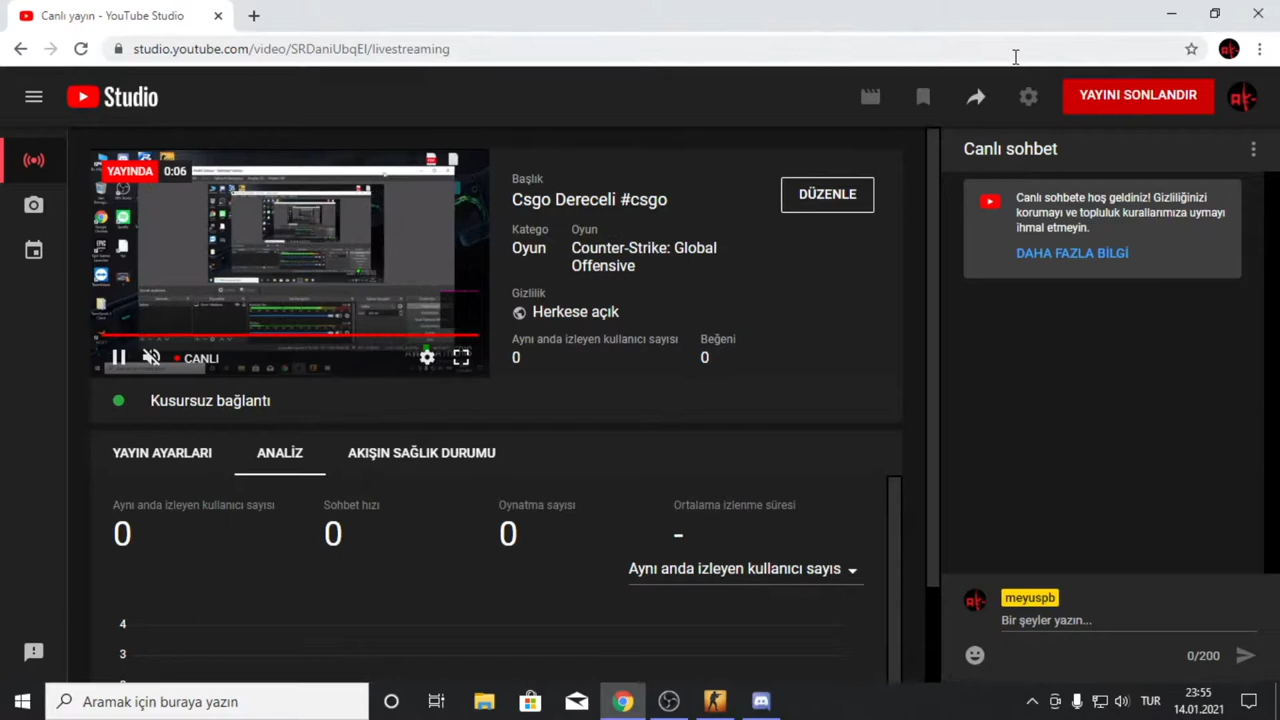 Canlı yayın - YouTube Studio
studio.youtube.com/video/SRDaniUbqEI/livestreaming
Studio
YAYINI SONLANDIR
YAYINDA 0:06
CANLI
Başlık
Csgo Dereceli #csgo
DÜZENLE
Katego
Oyun
Oyun
Counter-Strike: Global
Offensive
Gizlilik
Herkese açık
Aynı anda izleyen kullanıcı sayısı
0
Beğeni
0
Kusursuz bağlantı
YAYIN AYARLARI
ANALİZ
AKIŞIN SAĞLIK DURUMU
Aynı anda izleyen kullanıcı sayısı
0
Sohbet hızı
0
Oynatma sayısı
0
Ortalama izlenme süresi
-
Aynı anda izleyen kullanıcı sayıs
4
3
Canlı sohbet
Canlı sohbete hoş geldiniz! Gizliliğinizi
korumayı ve topluluk kurallarımıza uymayı
ihmal etmeyin.
DAHA FAZLA BİLGİ
meyuspb
Bir şeyler yazın...
0/200
Aramak için buraya yazın
TUR
23:55
14.01.2021